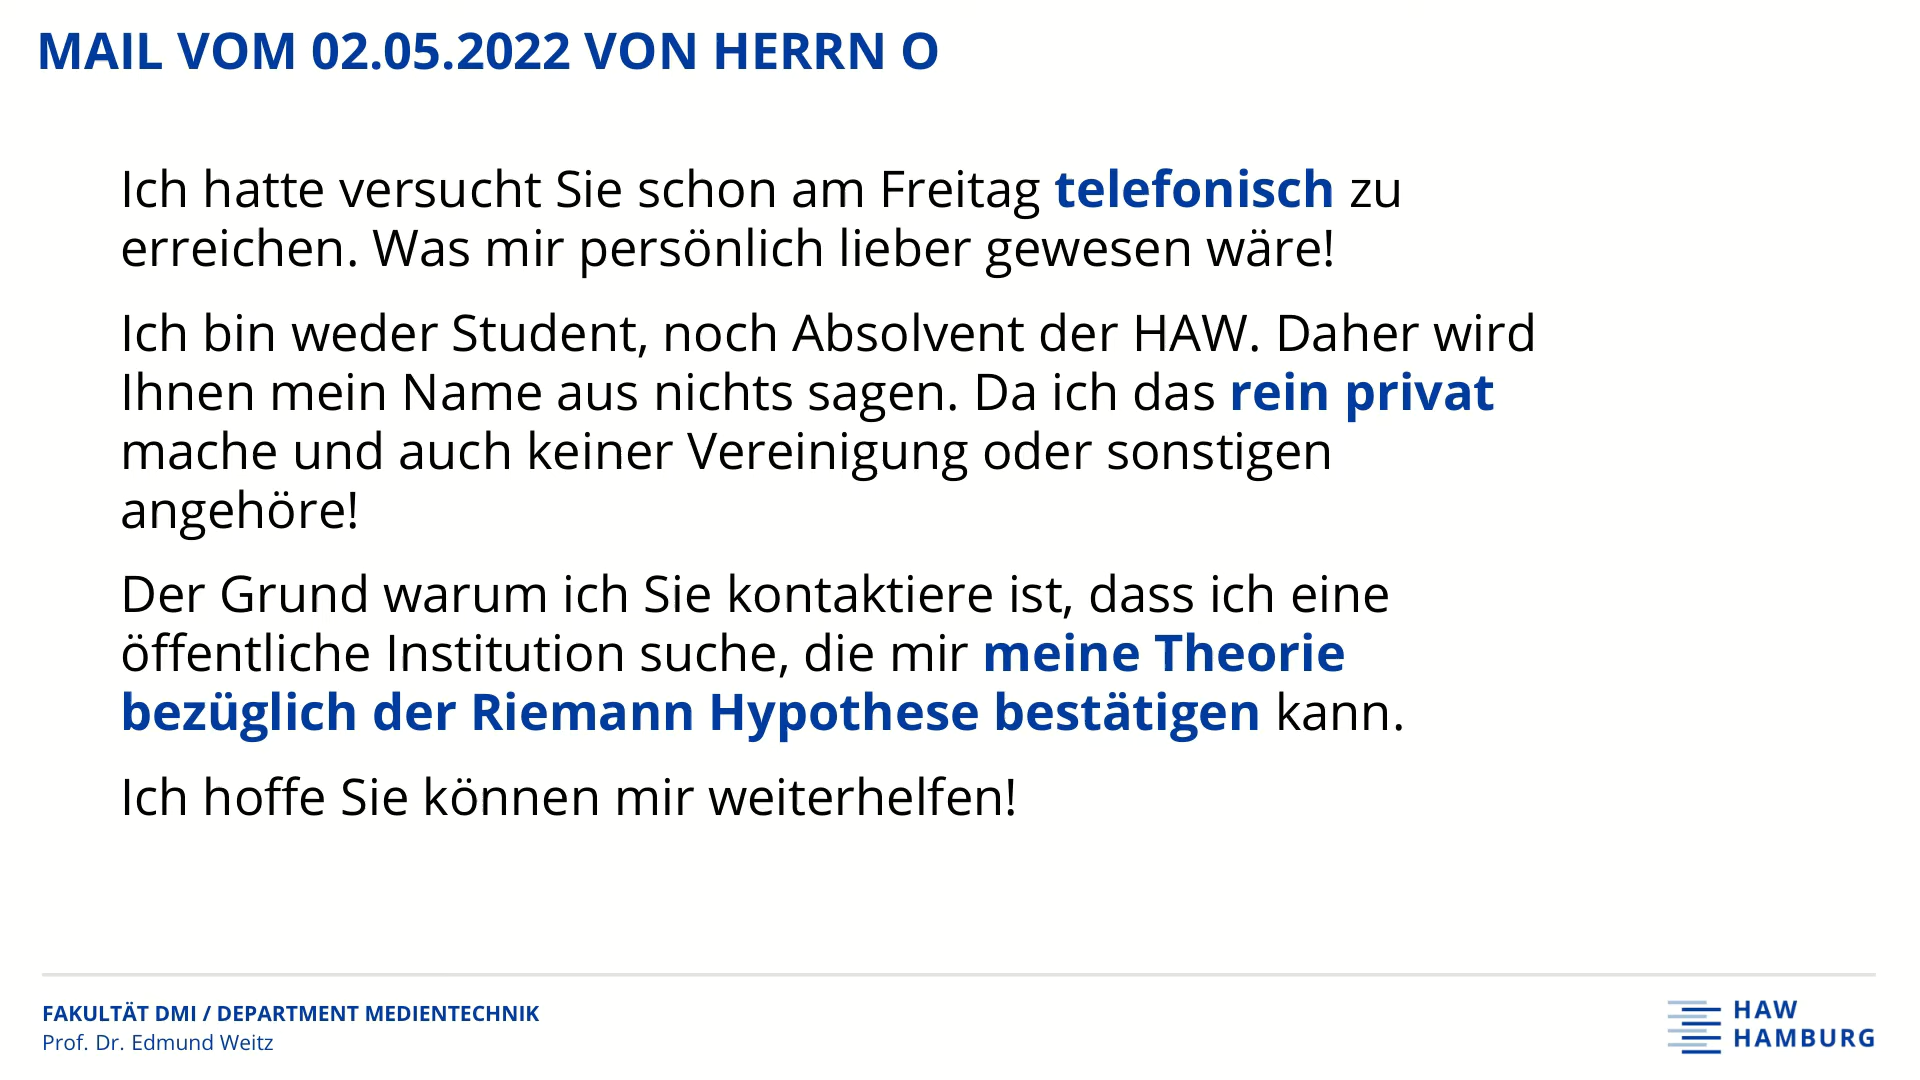 MAIL VOM 02.05.2022 VON HERRN O
Ich hatte versucht Sie schon am Freitag telefonisch zu
erreichen. Was mir persönlich lieber gewesen wäre!
Ich bin weder Student, noch Absolvent der HAW. Daher wird
Ihnen mein Name aus nichts sagen. Da ich das rein privat
mache und auch keiner Vereinigung oder sonstigen
angehöre!
Der Grund warum ich Sie kontaktiere ist, dass ich eine
öffentliche Institution suche, die mir meine Theorie
bezüglich der Riemann Hypothese bestätigen kann.
Ich hoffe Sie können mir weiterhelfen!
FAKULTÄT DMI / DEPARTMENT MEDIENTECHNIK
Prof. Dr. Edmund Weitz
HAW
HAMBURG